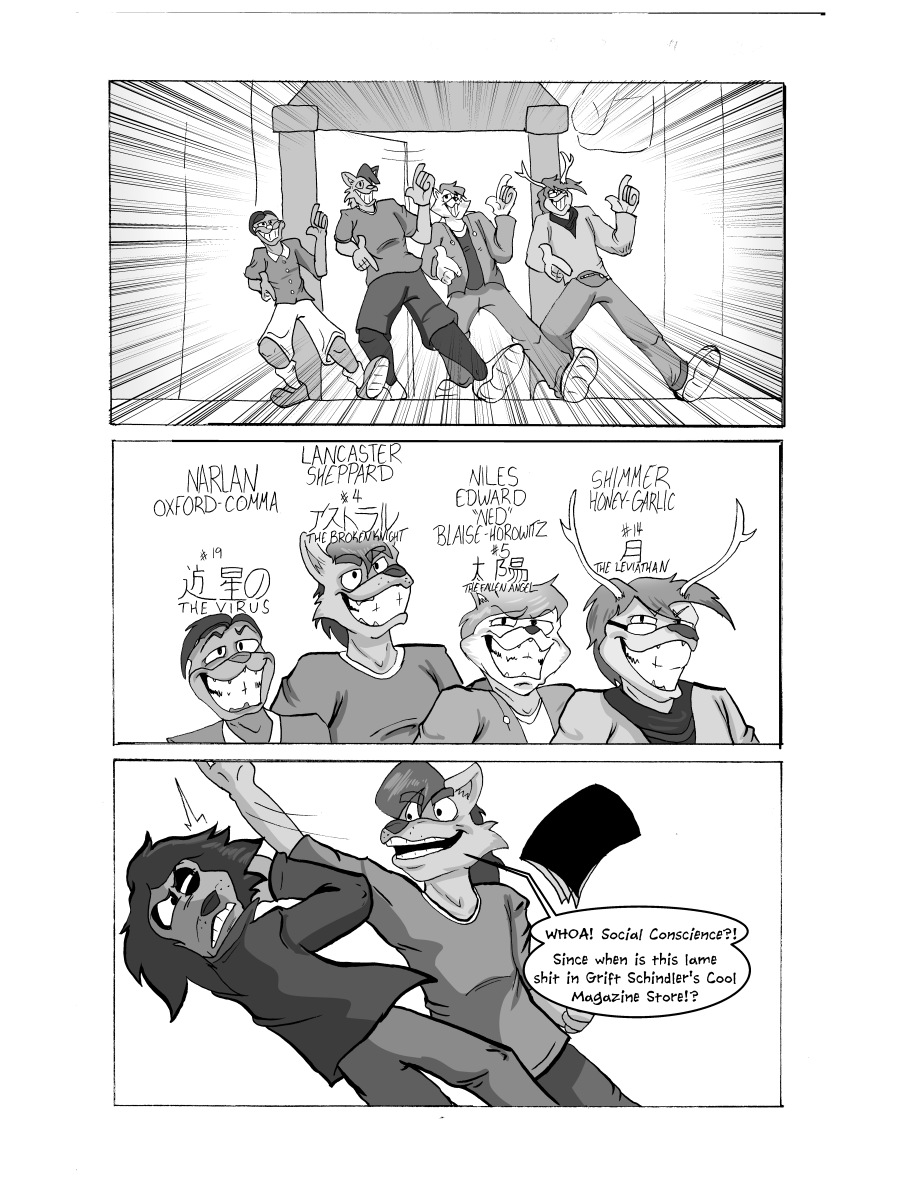 NARLAN
OXFORD-COMMA
#19
近星の
THE VIRUS
LANCASTER
SHEPPARD
#4
アストラル
THE BROKEN KNIGHT
NILES
EDWARD
"NED"
BLAISE-HOROWITZ
#5
太陽
THE FALLEN ANGEL
SHIMMER
HONEY-GARLIC
#14
月
THE LEVIATHAN
WHOA! Social Conscience?!
Since when is this lame
shit in Grift Schindler's Cool
Magazine Store!?